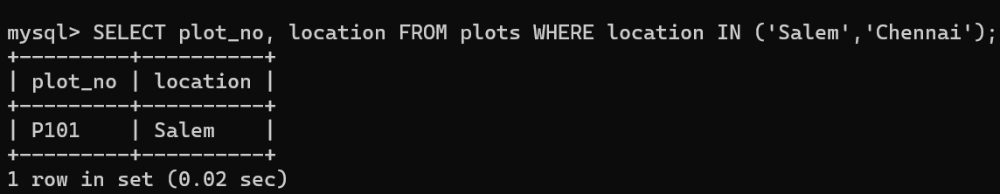 mysql> SELECT plot_no, location FROM plots WHERE location IN ('Salem','Chennai');
+---------+----------+
| plot_no | location |
+---------+----------+
| P101    | Salem    |
+---------+----------+
1 row in set (0.02 sec)